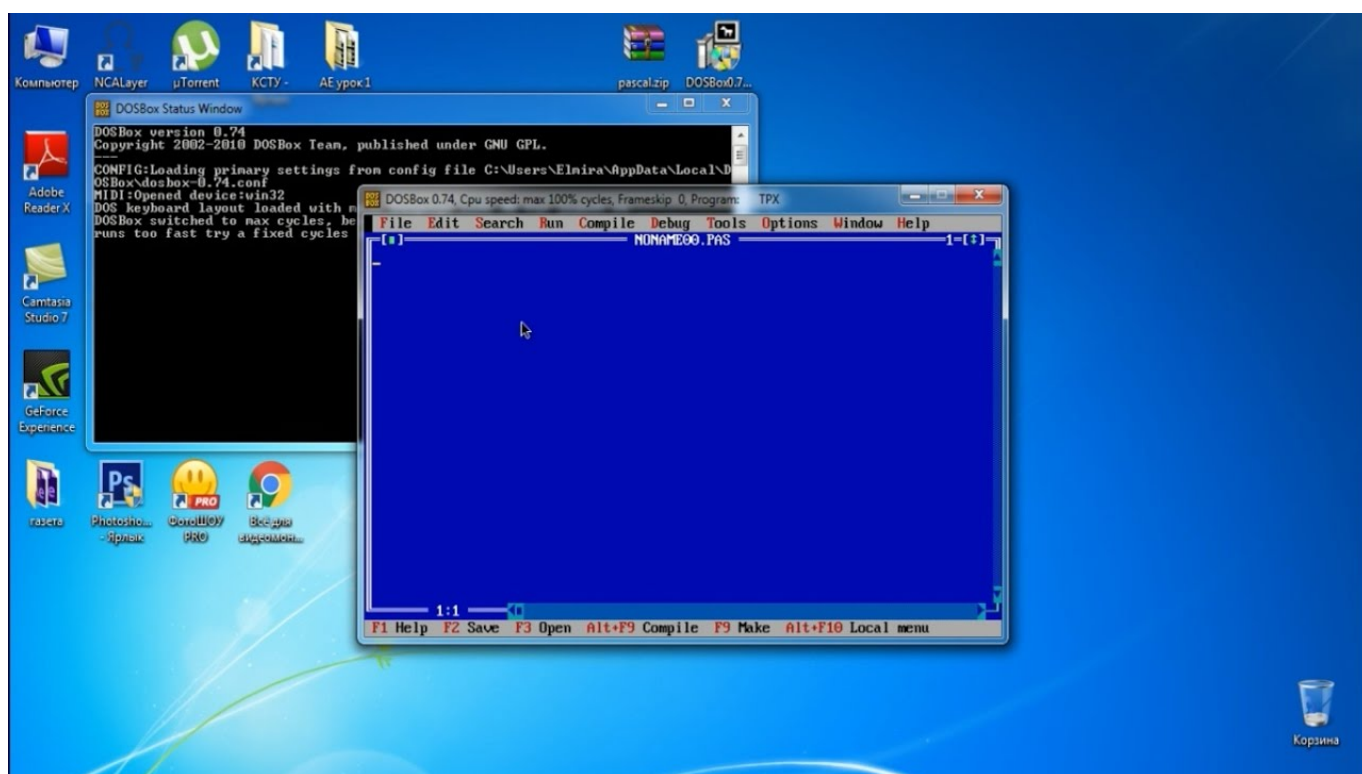 Компьютер
NCALayer
µTorrent
КСТУ -
АЕ урок1
pascal.zip
DOSBox0.7...
DOSBox Status Window
DOSBox version 0.74
Copyright 2002-2010 DOSBox Team, published under GNU GPL.
---
CONFIG:Loading primary settings from config file C:\Users\Elmira\AppData\Local\D
OSBox\dosbox-0.74.conf
MIDI:Opened device:win32
DOS keyboard layout loaded with
DOSBox switched to max cycles, be
runs too fast try a fixed cycles
Adobe
Reader X
Camtasia
Studio 7
GeForce
Experience
DOSBox 0.74, Cpu speed: max 100% cycles, Frameskip 0, Program: TPX
File Edit Search Run Compile Debug Tools Options Window Help
[■] NONAME00.PAS 1=[↕]
1:1
F1 Help F2 Save F3 Open Alt+F9 Compile F9 Make Alt+F10 Local menu
газета
Ps
Photosho...
- Ярлык
PRO
ФотоШОУ
PRO
Всё для
видеомон...
Корзина